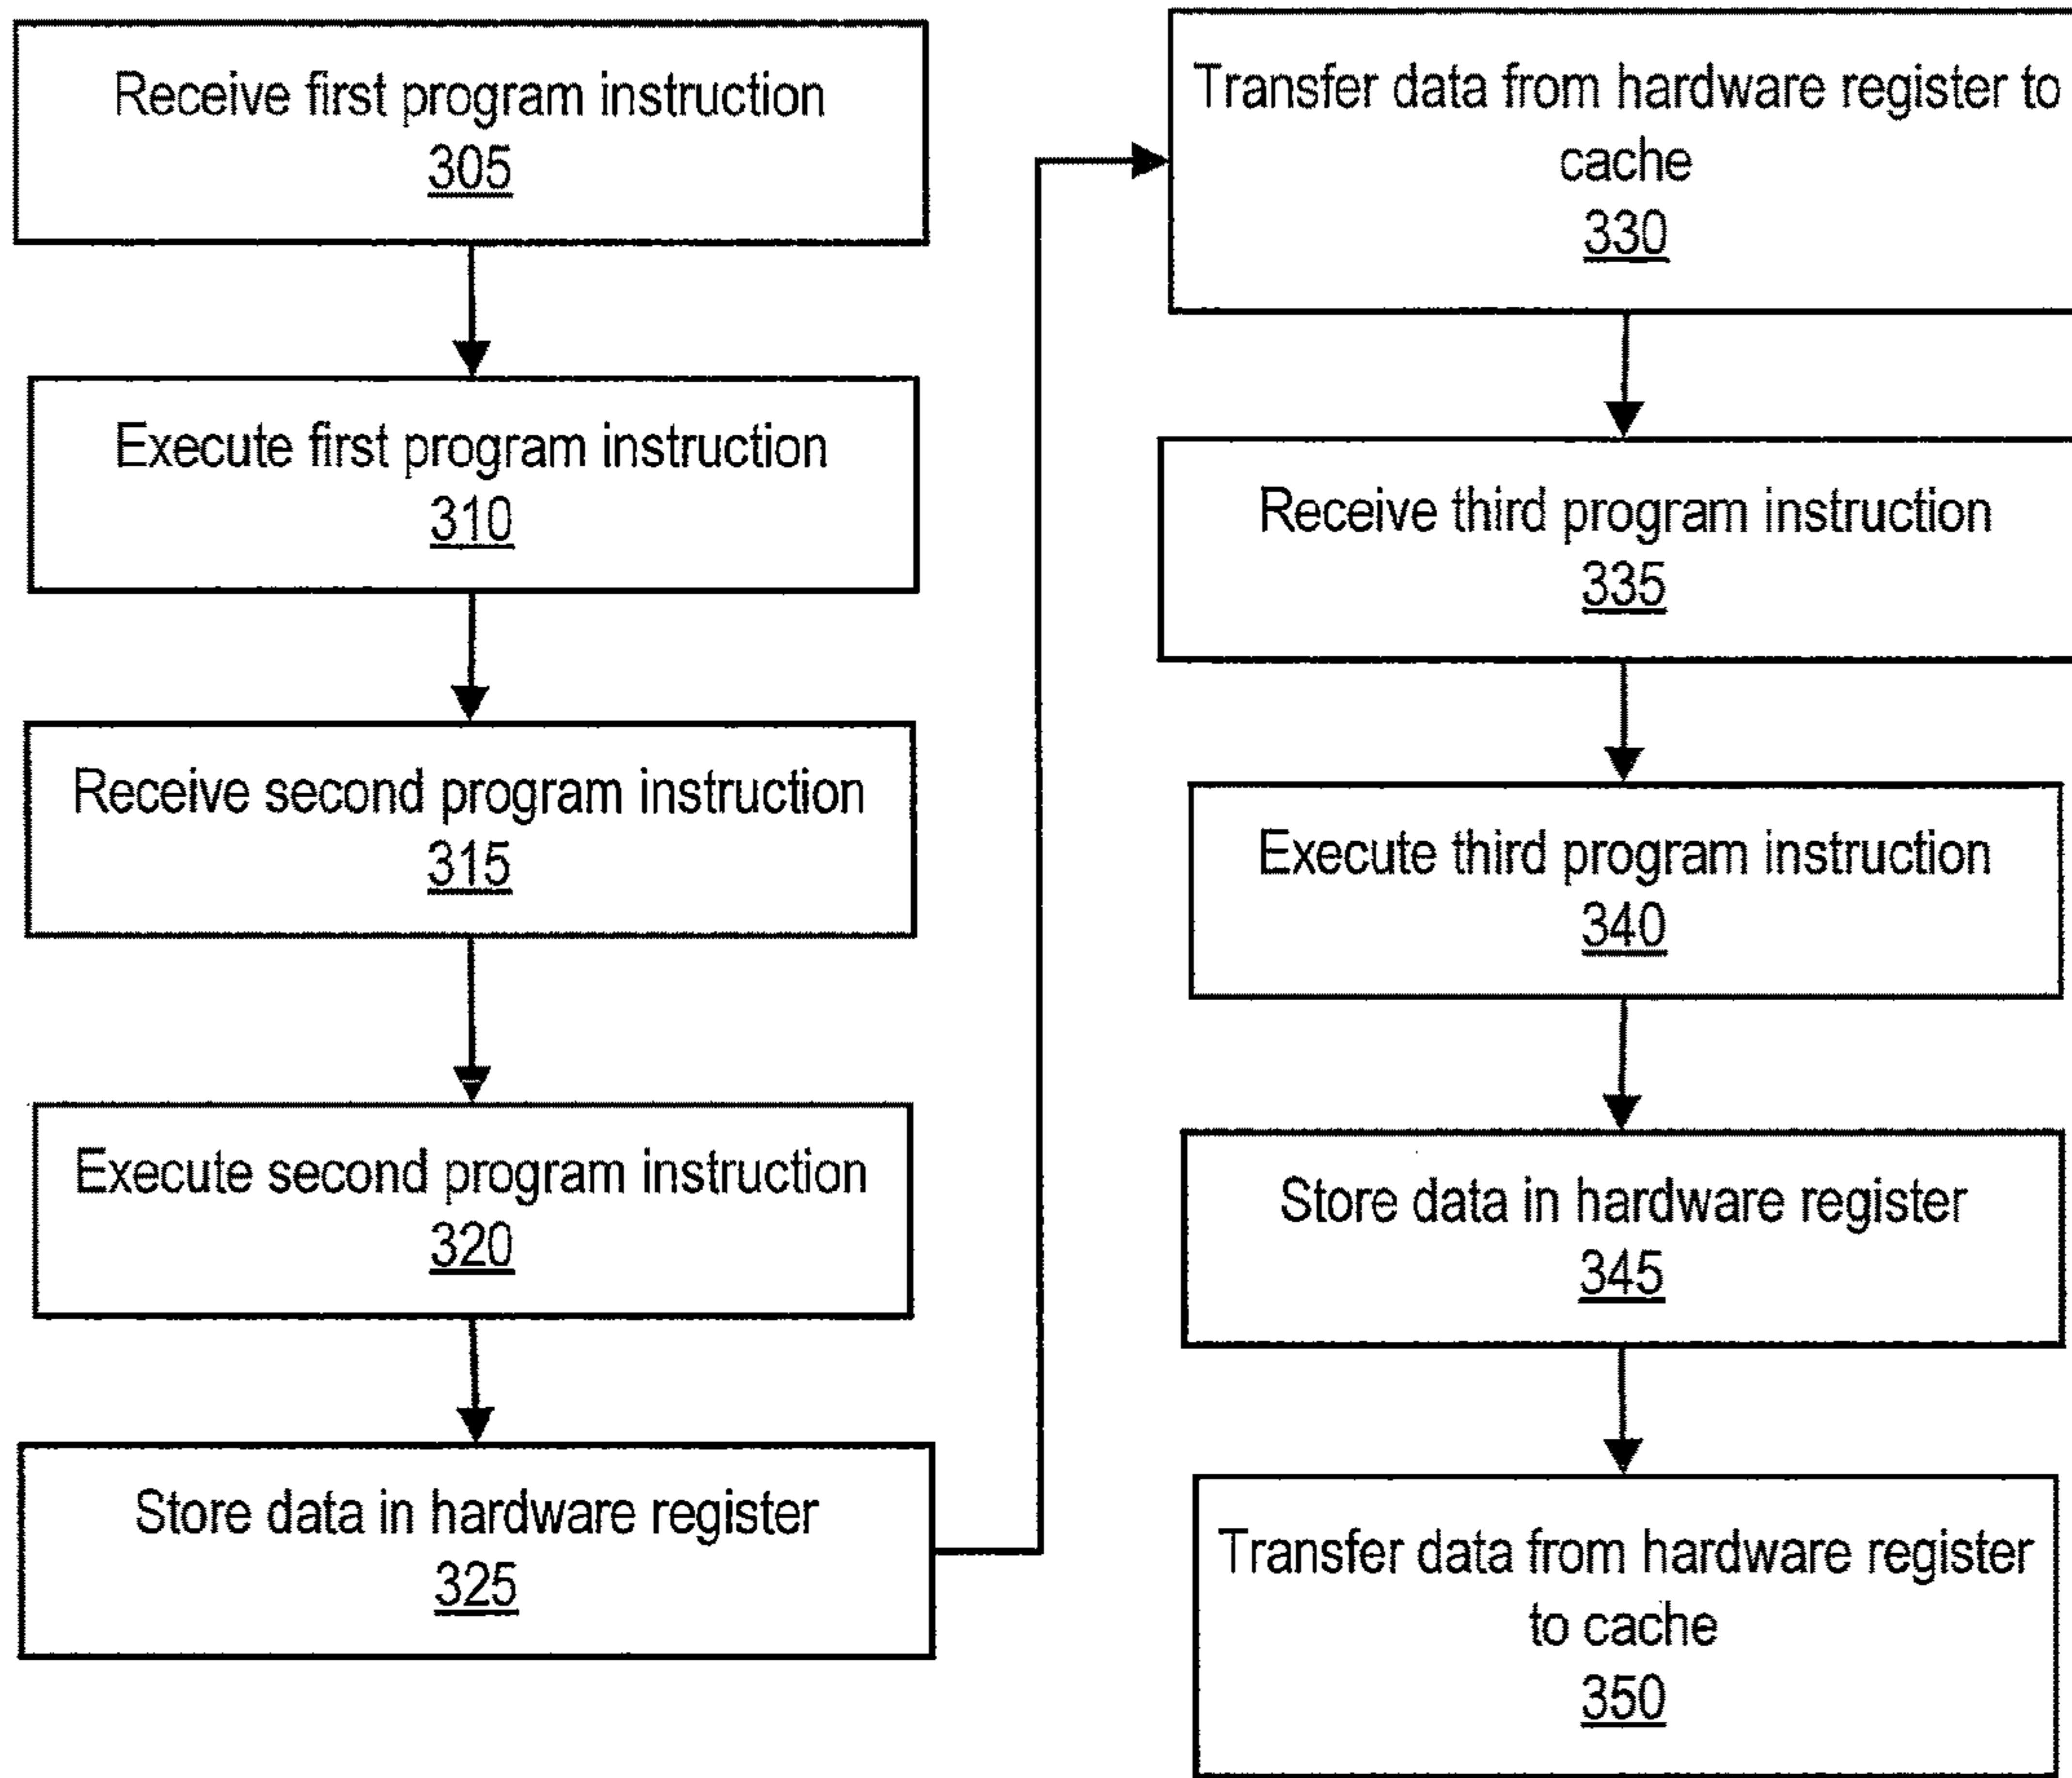 Receive first program instruction
305
Execute first program instruction
310
Receive second program instruction
315
Execute second program instruction
320
Store data in hardware register
325
Transfer data from hardware register to
cache
330
Receive third program instruction
335
Execute third program instruction
340
Store data in hardware register
345
Transfer data from hardware register
to cache
350